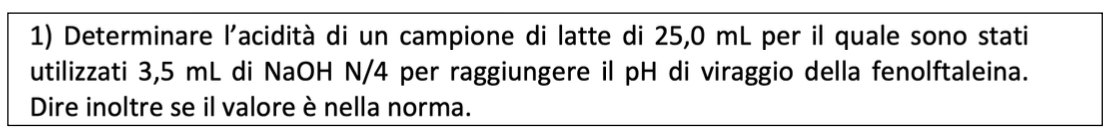 1) Determinare l’acidità di un campione di latte di 25,0 mL per il quale sono stati
utilizzati 3,5 mL di NaOH N/4 per raggiungere il pH di viraggio della fenolftaleina.
Dire inoltre se il valore è nella norma.